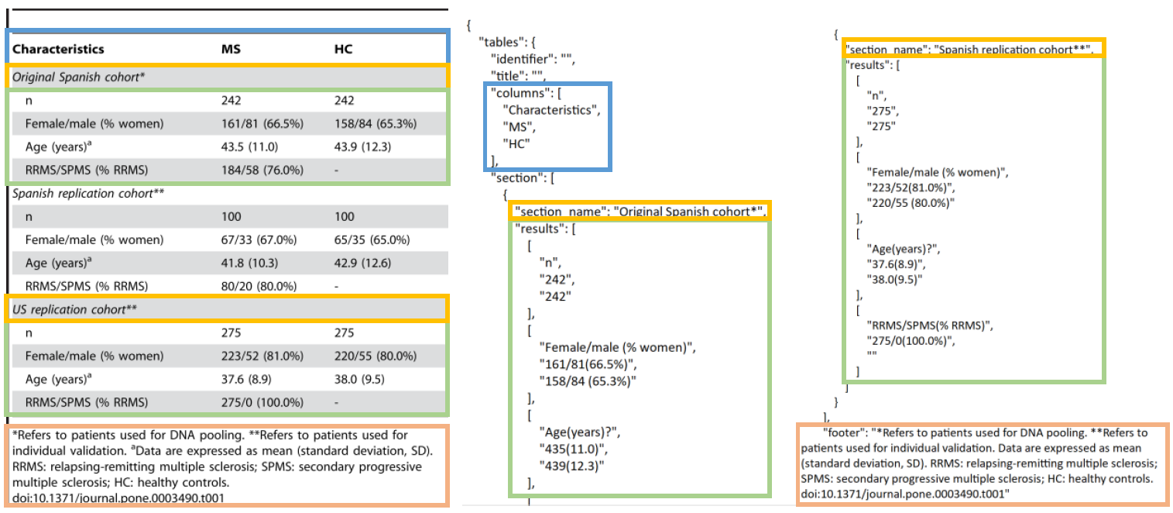 Characteristics MS HC
Original Spanish cohort*
n 242 242
Female/male (% women) 161/81 (66.5%) 158/84 (65.3%)
Age (years)a 43.5 (11.0) 43.9 (12.3)
RRMS/SPMS (% RRMS) 184/58 (76.0%) -
Spanish replication cohort**
n 100 100
Female/male (% women) 67/33 (67.0%) 65/35 (65.0%)
Age (years)a 41.8 (10.3) 42.9 (12.6)
RRMS/SPMS (% RRMS) 80/20 (80.0%) -
US replication cohort**
n 275 275
Female/male (% women) 223/52 (81.0%) 220/55 (80.0%)
Age (years)a 37.6 (8.9) 38.0 (9.5)
RRMS/SPMS (% RRMS) 275/0 (100.0%) -
*Refers to patients used for DNA pooling. **Refers to patients used for
individual validation. aData are expressed as mean (standard deviation, SD).
RRMS: relapsing-remitting multiple sclerosis; SPMS: secondary progressive
multiple sclerosis; HC: healthy controls.
doi:10.1371/journal.pone.0003490.t001
{
"tables": {
"identifier": "",
"title": "",
"columns": [
"Characteristics",
"MS",
"HC"
],
"section": [
{
"section_name": "Original Spanish cohort*",
"results": [
[
"n",
"242",
"242"
],
[
"Female/male (% women)",
"161/81(66.5%)",
"158/84 (65.3%)"
],
[
"Age(years)?",
"435(11.0)",
"439(12.3)"
],
[
{
"section_name": "Spanish replication cohort**",
"results": [
[
"n",
"275",
"275"
],
[
"Female/male (% women)",
"223/52(81.0%)",
"220/55 (80.0%)"
],
[
"Age(years)?",
"37.6(8.9)",
"38.0(9.5)"
],
[
"RRMS/SPMS(% RRMS)",
"275/0(100.0%)",
""
]
]
}
],
"footer": "*Refers to patients used for DNA pooling. **Refers to
patients used for individual validation. Data are expressed as mean
(standard deviation, SD). RRMS: relapsing-remitting multiple sclerosis;
SPMS: secondary progressive multiple sclerosis; HC: healthy controls.
doi:10.1371/journal.pone.0003490.t001"